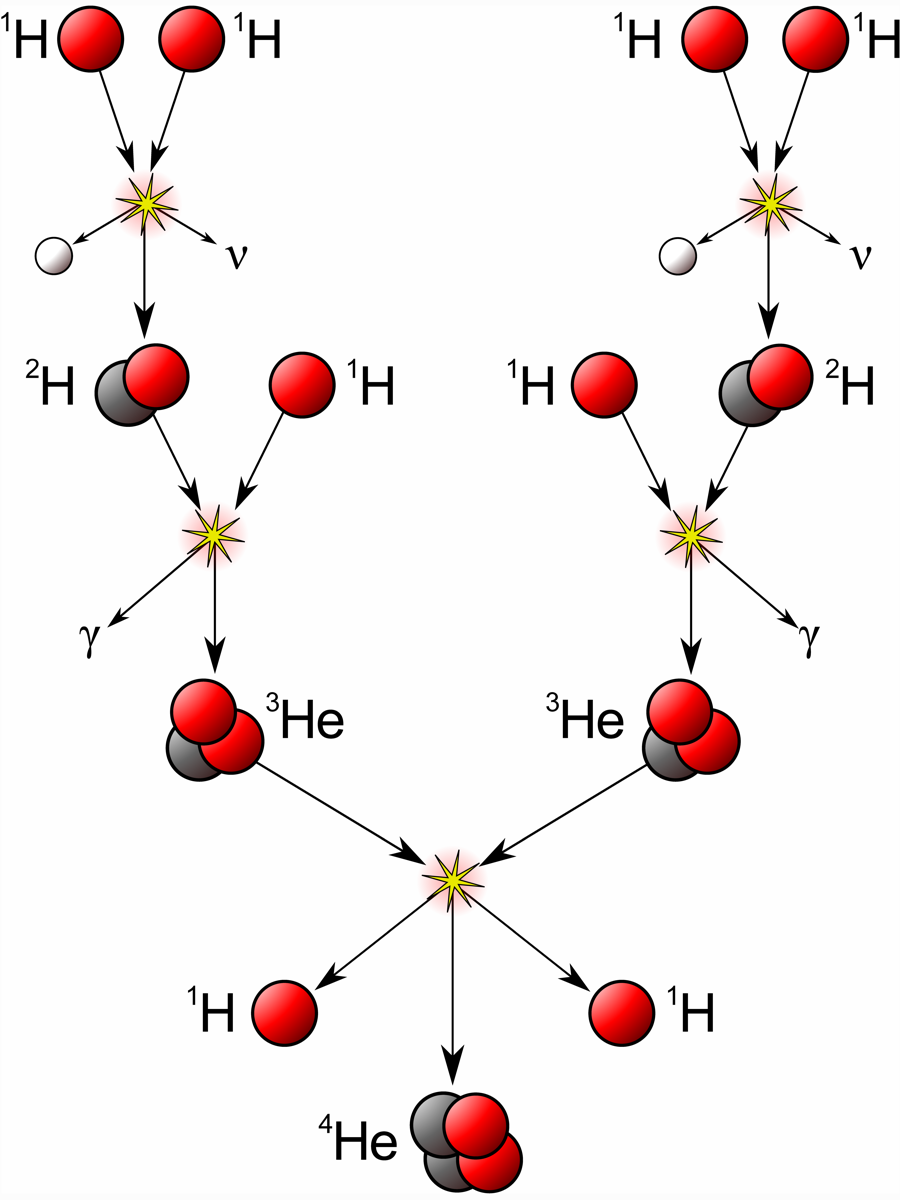 ¹H ¹H ¹H ¹H
ν ν
²H ¹H ¹H ²H
γ γ
³He ³He
¹H ¹H
⁴He